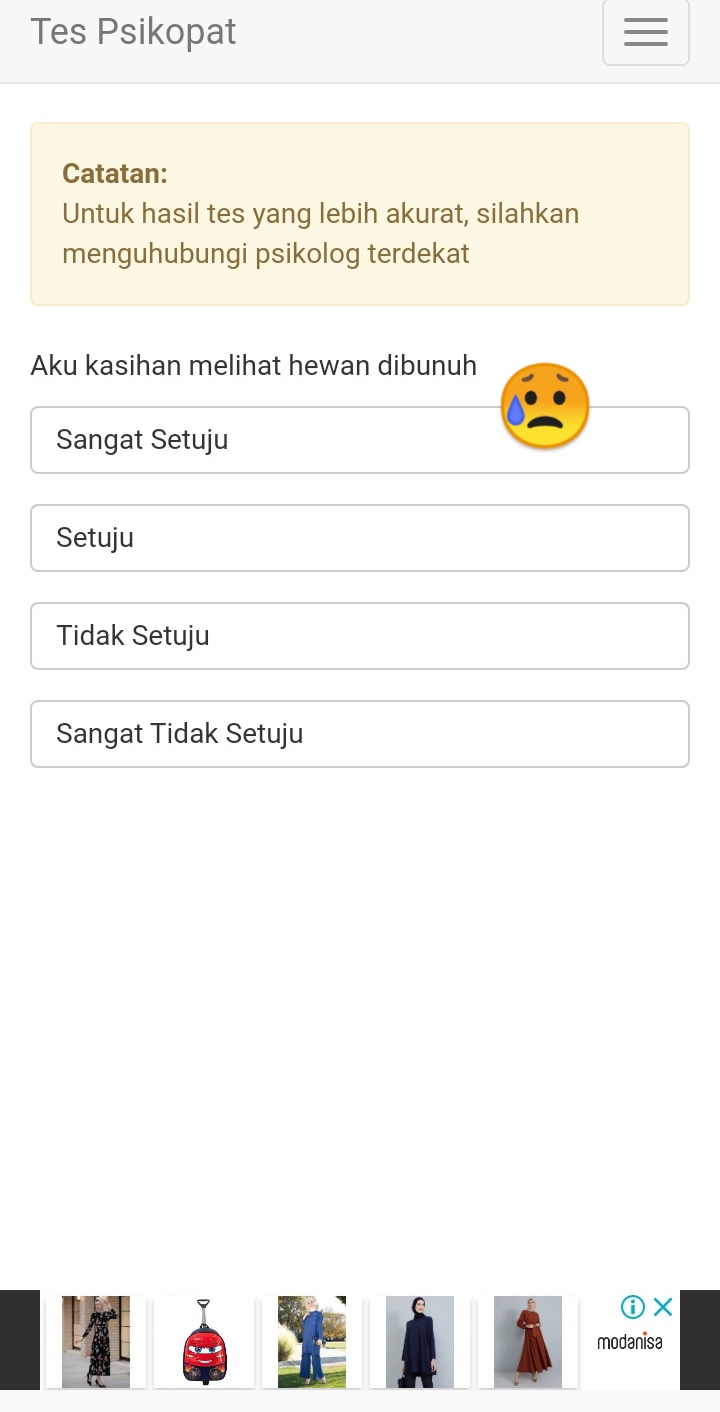 Tes Psikopat
Catatan:
Untuk hasil tes yang lebih akurat, silahkan
menguhubungi psikolog terdekat
Aku kasihan melihat hewan dibunuh
Sangat Setuju
Setuju
Tidak Setuju
Sangat Tidak Setuju
modanisa